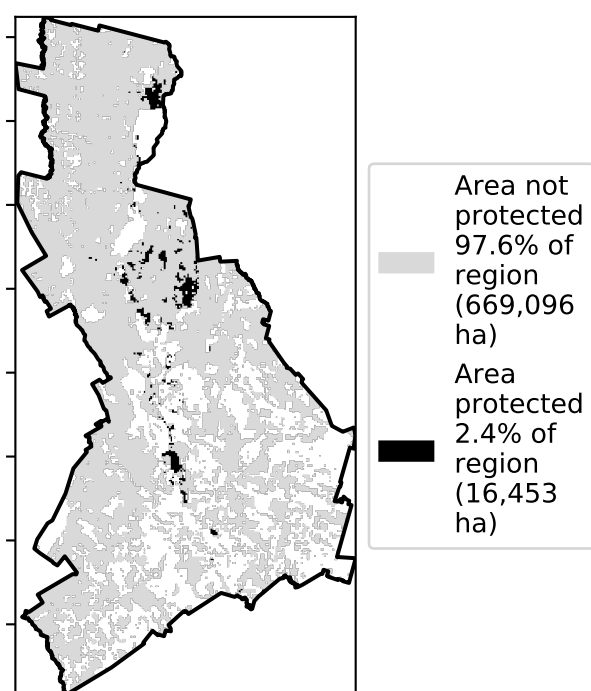 Area not
protected
97.6% of
region
(669,096
ha)
Area
protected
2.4% of
region
(16,453
ha)